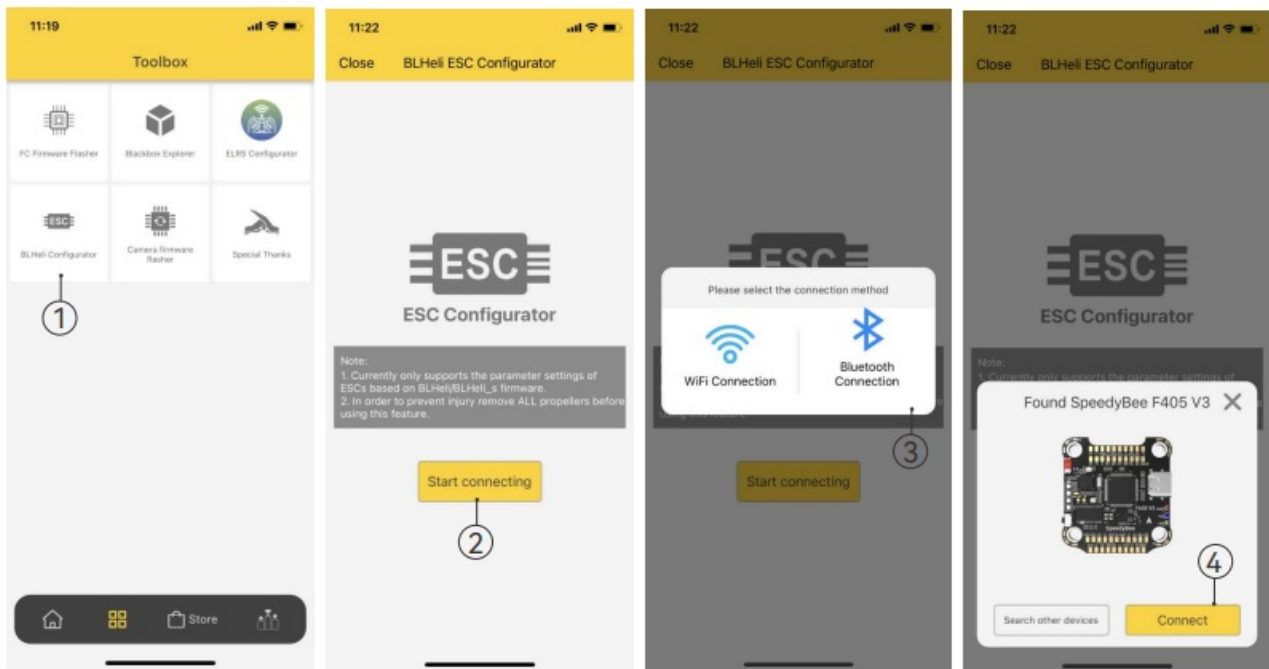 11:19
Toolbox
FC Firmware Flasher
Blackbox Explorer
ELRS Configurator
ESC
BLHeli Configurator
Camera firmware
flasher
Special Thanks
1
Store
11:22
Close BLHeli ESC Configurator
ESC
ESC Configurator
Note:
1. Currently only supports the parameter settings of
ESCs based on BLHeli/BLHeli_s firmware.
2. In order to prevent injury remove ALL propellers before
using this feature.
Start connecting
2
11:22
Close BLHeli ESC Configurator
ESC
Please select the connection method
WiFi Connection
Bluetooth
Connection
3
Start connecting
11:22
Close BLHeli ESC Configurator
ESC
ESC Configurator
Note:
1. Currently only supports the parameter settings of
Found SpeedyBee F405 V3
F405 V3
SpeedyBee
4
Search other devices
Connect